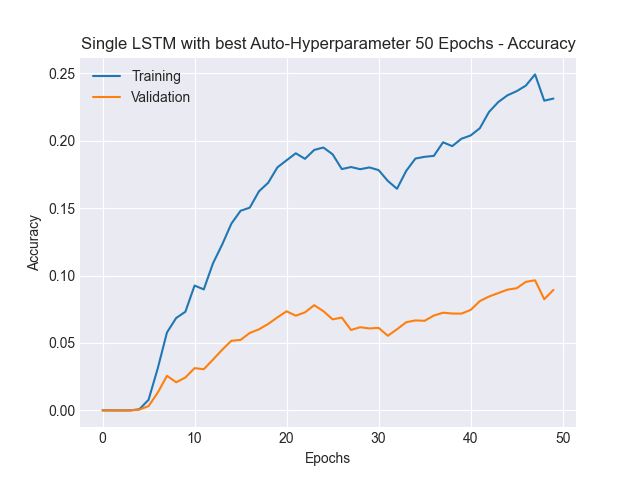 Single LSTM with best Auto-Hyperparameter 50 Epochs - Accuracy
Training
Validation
0.25
0.20
0.15
0.10
0.05
0.00
Accuracy
0 10 20 30 40 50
Epochs